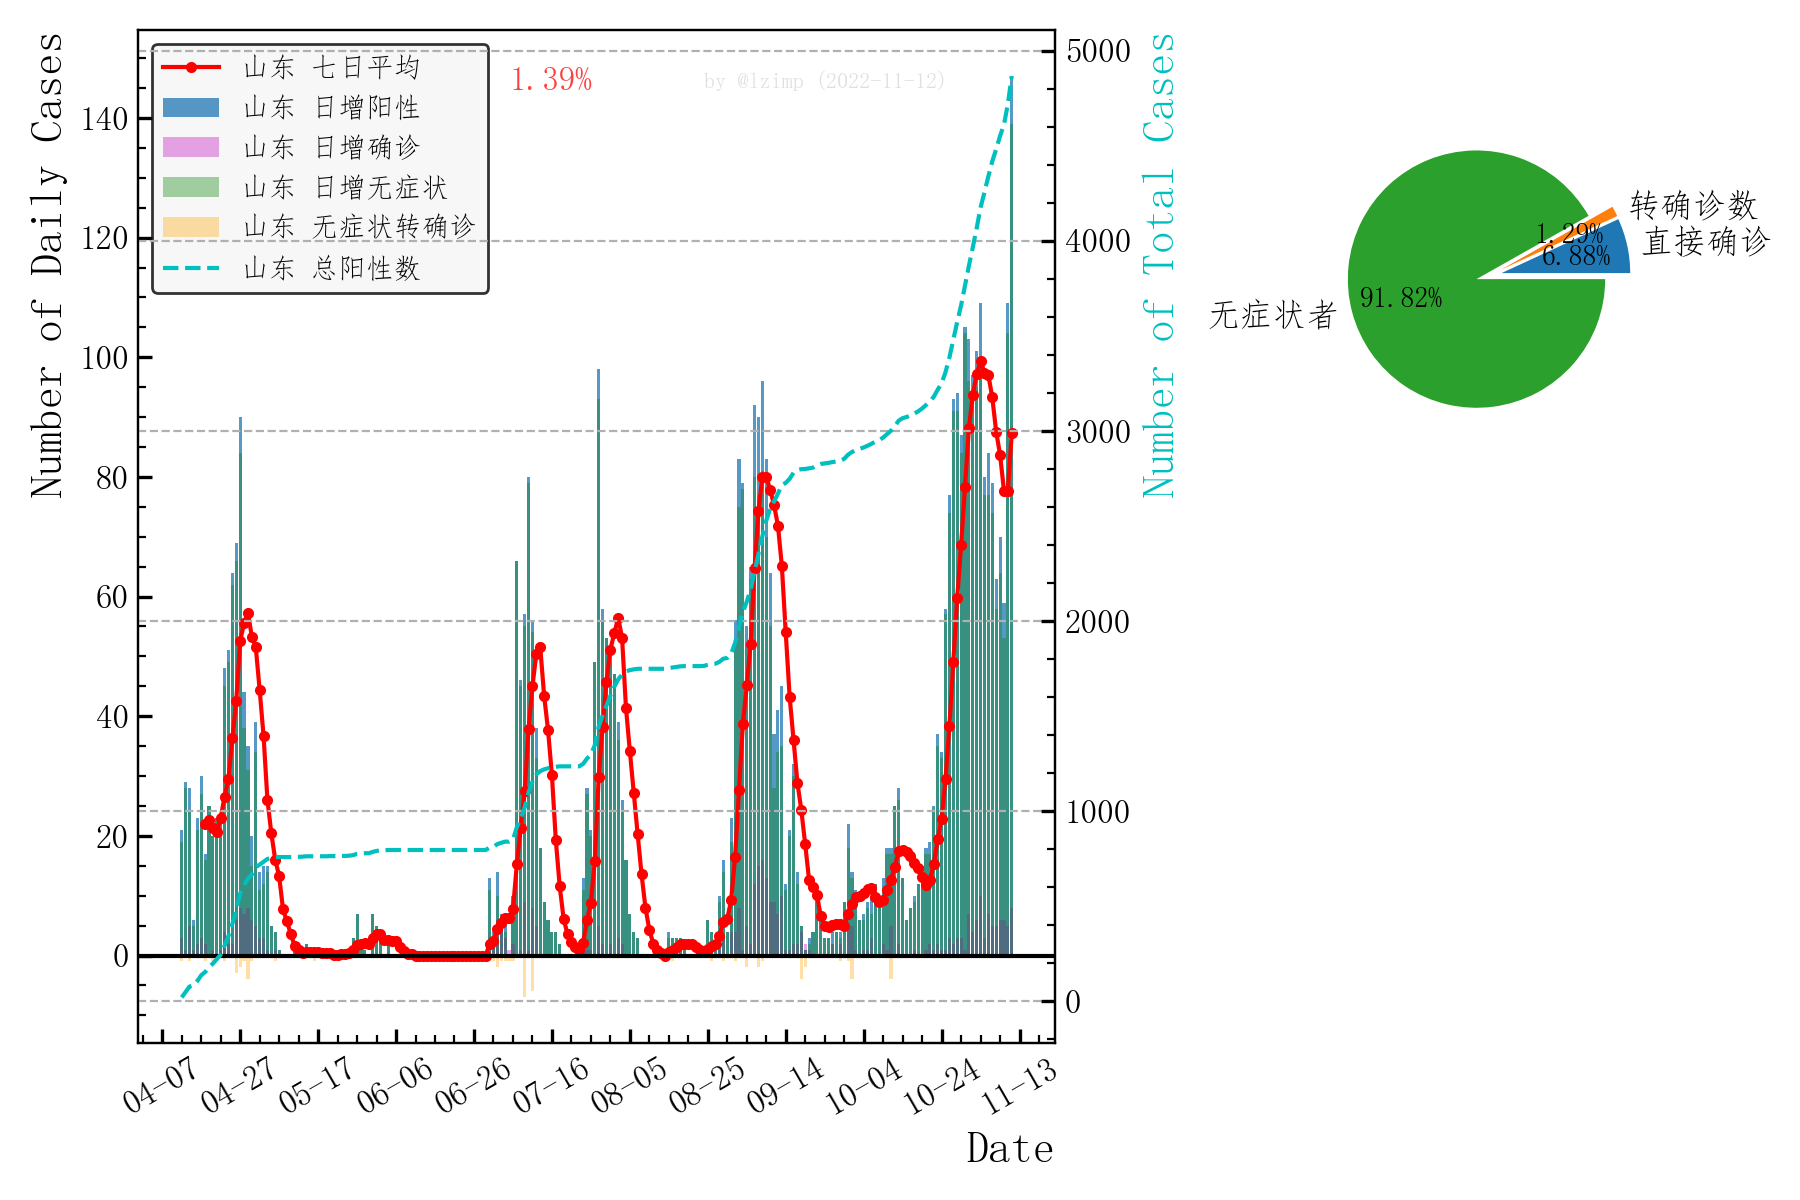 山东 七日平均
山东 日增阳性
山东 日增确诊
山东 日增无症状
山东 无症状转确诊
山东 总阳性数
1.39%
by @lzimp (2022-11-12)
Number of Daily Cases
140
120
100
80
60
40
20
0
04-07
04-27
05-17
06-06
06-26
07-16
08-05
08-25
09-14
10-04
10-24
11-13
Date
5000
4000
3000
2000
1000
0
Number of Total Cases
转确诊数
1.29%
直接确诊
6.88%
91.82%
无症状者